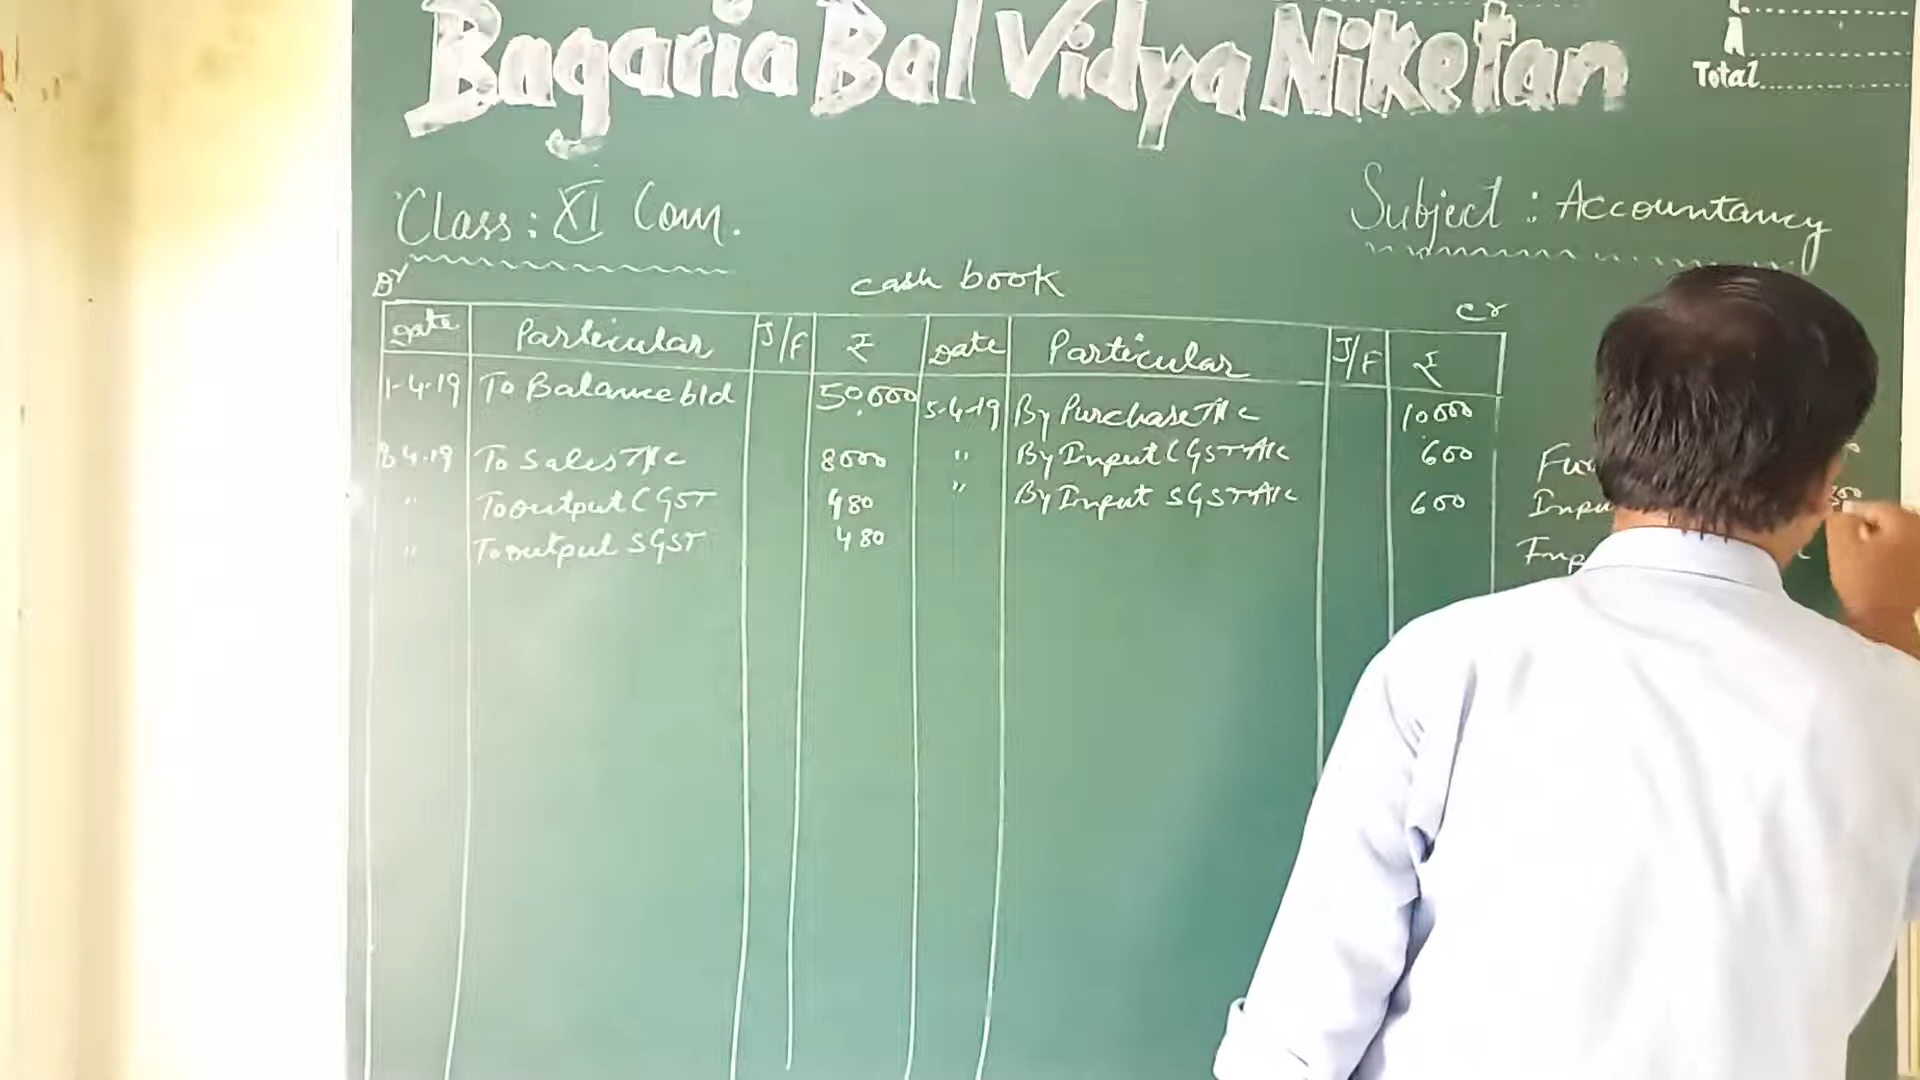 Bagaria Bal Vidya Niketan
Total
Class: XI Com.
Subject: Accountancy
Dr
cash book
cr
Date Particular J/F ₹ Date Particular J/F ₹
1-4-19 To Balance b/d 50,000 5-4-19 By Purchase A/c 10000
8-4-19 To Sales A/c 8000 " By Input CGST A/c 600
" To output CGST 480 " By Input SGST A/c 600
" To output SGST 480